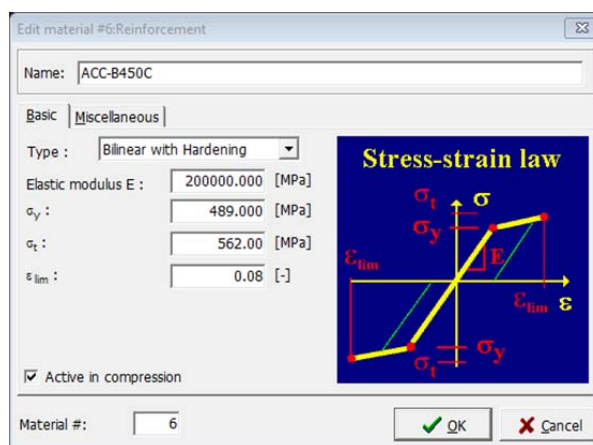 Edit material #6:Reinforcement
Name: ACC-B450C
Basic Miscellaneous
Type : Bilinear with Hardening
Elastic modulus E : 200000.000 [MPa]
σy : 489.000 [MPa]
σt : 562.00 [MPa]
ε lim : 0.08 [-]
Active in compression
Stress-strain law
σt σ
σy
εlim E
εlim ε
σy
σt
Material #: 6
OK Cancel